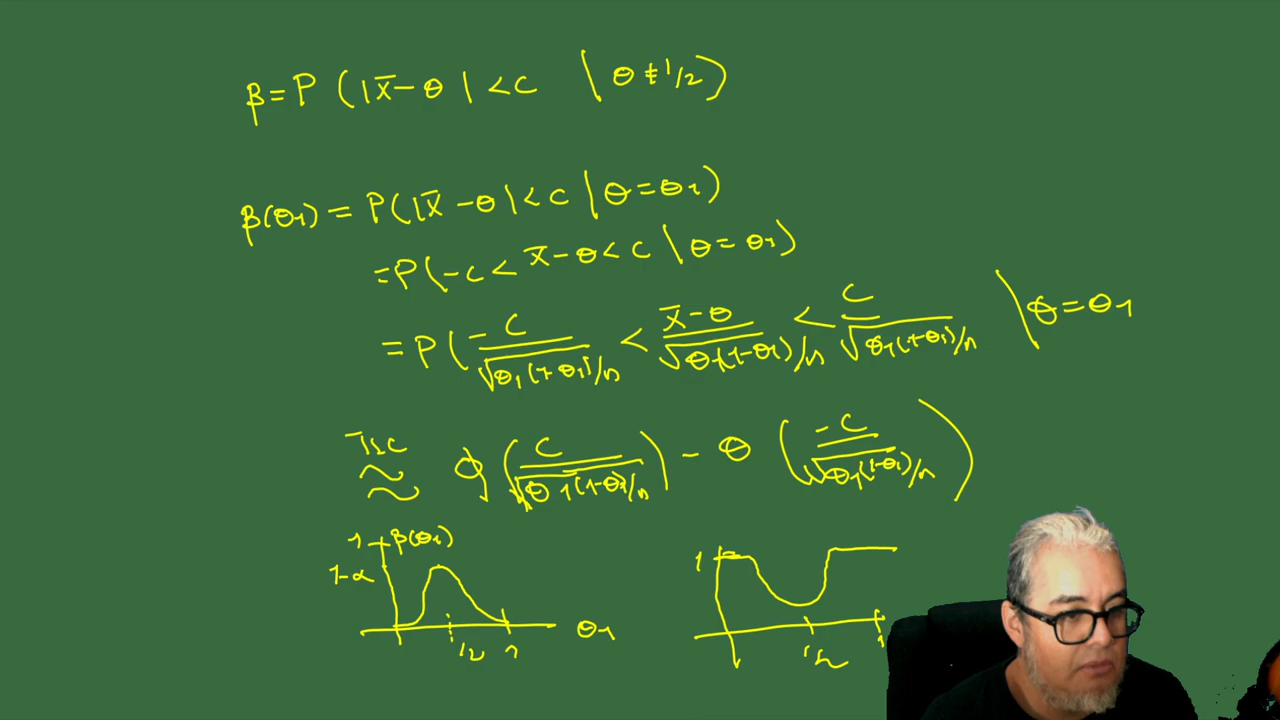 β = P ( |x̄ - θ | < c | θ ≠ 1/2 )
β(θ1) = P( |x̄ - θ | < c | θ = θ1 )
= P( -c < x̄ - θ < c | θ = θ1 )
= P( -c / √(θ1(1-θ1)/n) < (x̄ - θ) / √(θ1(1-θ1)/n) < c / √(θ1(1-θ1)/n) | θ = θ1
≈ ϕ ( c / √(θ1(1-θ1)/n) ) - Θ ( -c / √(θ1(1-θ1)/n) )
1 β(θ1)
1-α
1/2 1 θ1
1
1/2 1